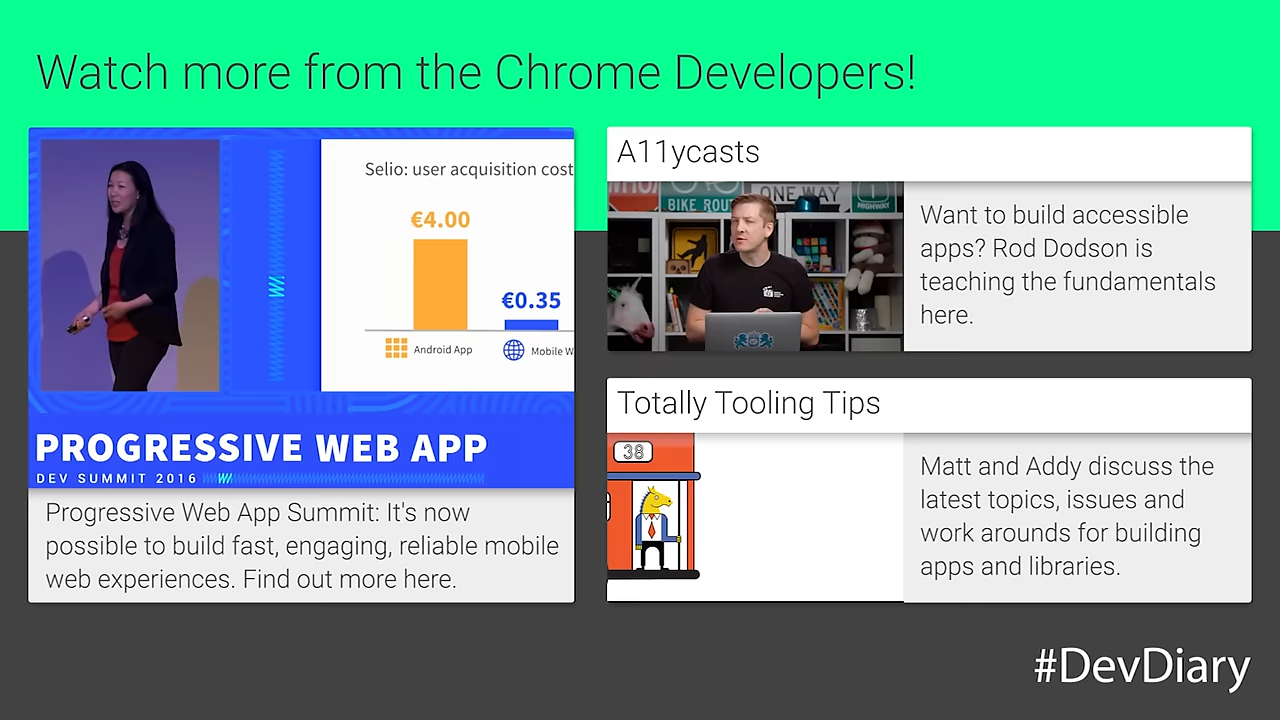 Watch more from the Chrome Developers!
Selio: user acquisition cost
€4.00
€0.35
Android App
Mobile W
PROGRESSIVE WEB APP
DEV SUMMIT 2016
Progressive Web App Summit: It's now
possible to build fast, engaging, reliable mobile
web experiences. Find out more here.
A11ycasts
BIKE ROU
ONE WAY
HIGHWAY
Want to build accessible
apps? Rod Dodson is
teaching the fundamentals
here.
Totally Tooling Tips
38
Matt and Addy discuss the
latest topics, issues and
work arounds for building
apps and libraries.
#DevDiary